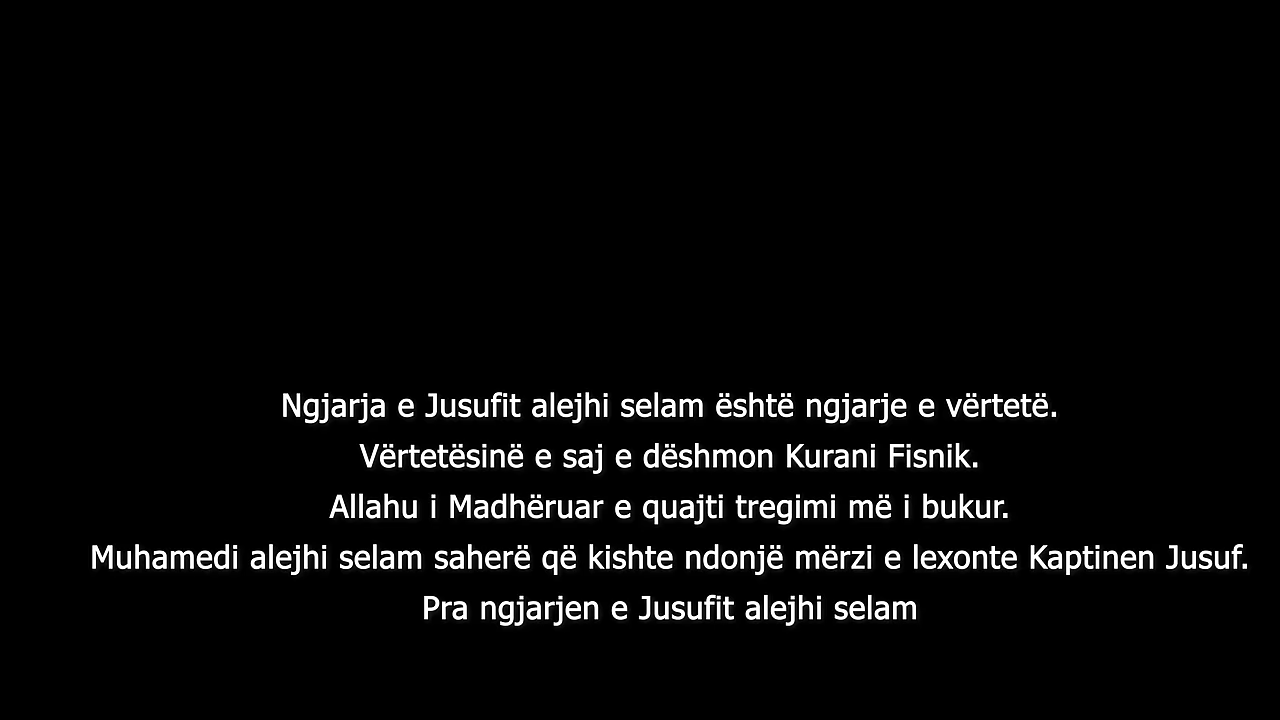 Ngjarja e Jusufit alejhi selam është ngjarje e vërtetë.
Vërtetësinë e saj e dëshmon Kurani Fisnik.
Allahu i Madhëruar e quajti tregimi më i bukur.
Muhamedi alejhi selam saherë që kishte ndonjë mërzi e lexonte Kaptinen Jusuf.
Pra ngjarjen e Jusufit alejhi selam